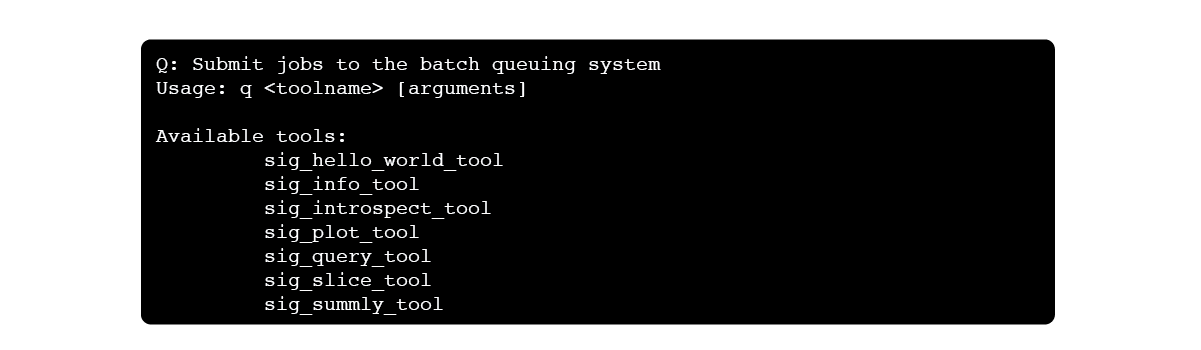 Q: Submit jobs to the batch queuing system
Usage: q <toolname> [arguments]
Available tools:
sig_hello_world_tool
sig_info_tool
sig_introspect_tool
sig_plot_tool
sig_query_tool
sig_slice_tool
sig_summly_tool